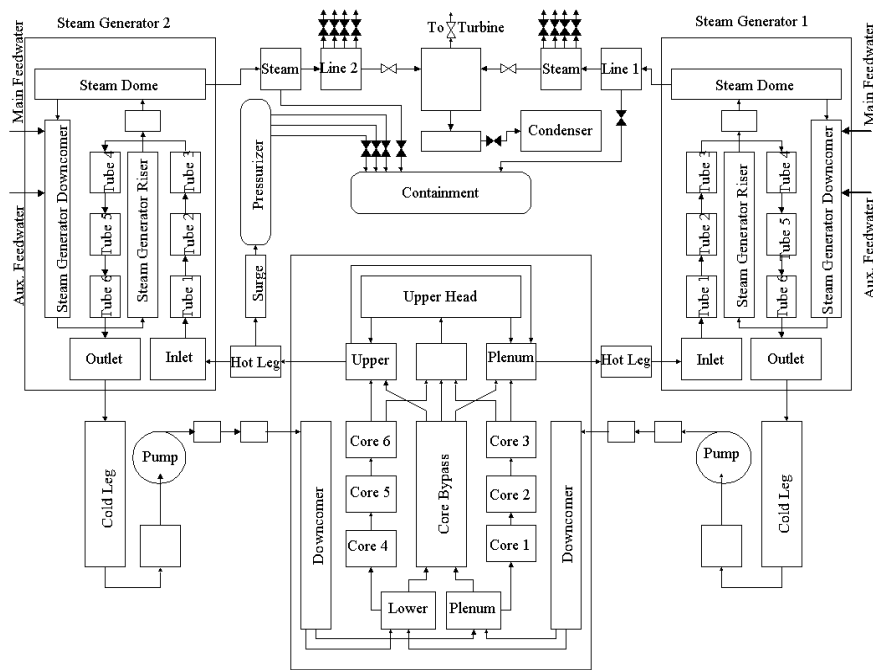 Steam Generator 2
To Turbine
Steam Generator 1
Steam
Line 2
Steam
Line 1
Main Feedwater
Steam Dome
Steam Dome
Main Feedwater
Condenser
Pressurizer
Containment
Steam Generator Downcomer
Tube 4
Tube 5
Tube 6
Steam Generator Riser
Tube 3
Tube 2
Tube 1
Tube 3
Tube 2
Tube 1
Steam Generator Riser
Tube 4
Tube 5
Tube 6
Steam Generator Downcomer
Aux. Feedwater
Aux. Feedwater
Surge
Upper Head
Outlet
Inlet
Hot Leg
Upper
Plenum
Hot Leg
Inlet
Outlet
Cold Leg
Pump
Downcomer
Core 6
Core 5
Core 4
Core Bypass
Core 3
Core 2
Core 1
Downcomer
Pump
Cold Leg
Lower
Plenum